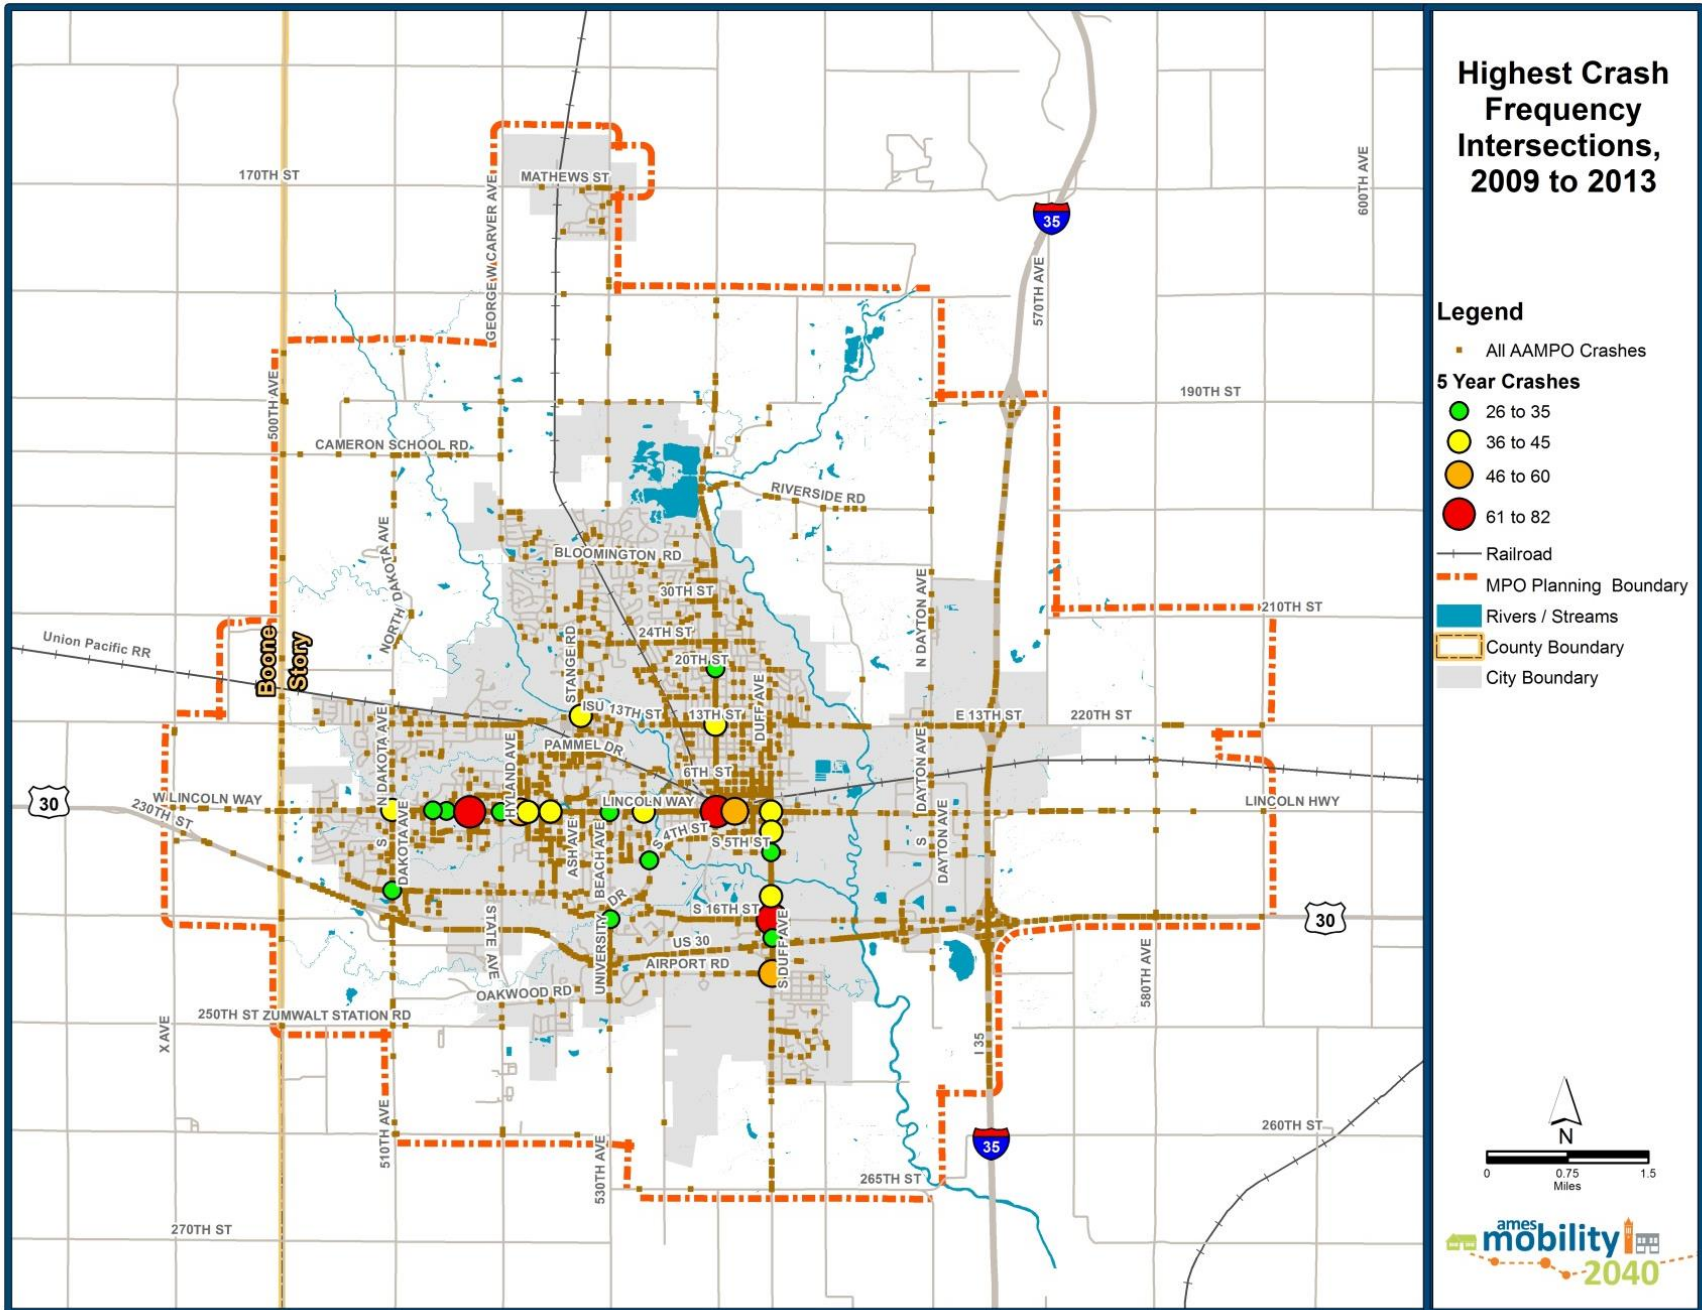 Highest Crash
Frequency
Intersections,
2009 to 2013
Legend
All AAMPO Crashes
5 Year Crashes
26 to 35
36 to 45
46 to 60
61 to 82
Railroad
MPO Planning Boundary
Rivers / Streams
County Boundary
City Boundary
N
0 0.75 1.5
Miles
ames
mobility
2040
170TH ST
MATHEWS ST
GEORGE W CARVER AVE
600TH AVE
35
570TH AVE
500TH AVE
190TH ST
CAMERON SCHOOL RD
RIVERSIDE RD
NORTH DAKOTA AVE
BLOOMINGTON RD
30TH ST
N DAYTON AVE
210TH ST
Union Pacific RR
Boone
Story
24TH ST
STANGE RD
20TH ST
DUFF AVE
ISU 13TH ST
13TH ST
E 13TH ST
220TH ST
N DAKOTA AVE
HYLAND AVE
PAMMEL DR
6TH ST
S DAYTON AVE
30
W LINCOLN WAY
230TH ST
LINCOLN WAY
LINCOLN HWY
S DAKOTA AVE
ASH AVE
BEACH AVE
S 4TH ST
S 5TH ST
S DAYTON AVE
STATE AVE
UNIVERSITY DR
S 16TH ST
S DUFF AVE
30
US 30
AIRPORT RD
OAKWOOD RD
580TH AVE
250TH ST ZUMWALT STATION RD
X AVE
I 35
510TH AVE
530TH AVE
35
260TH ST
265TH ST
270TH ST